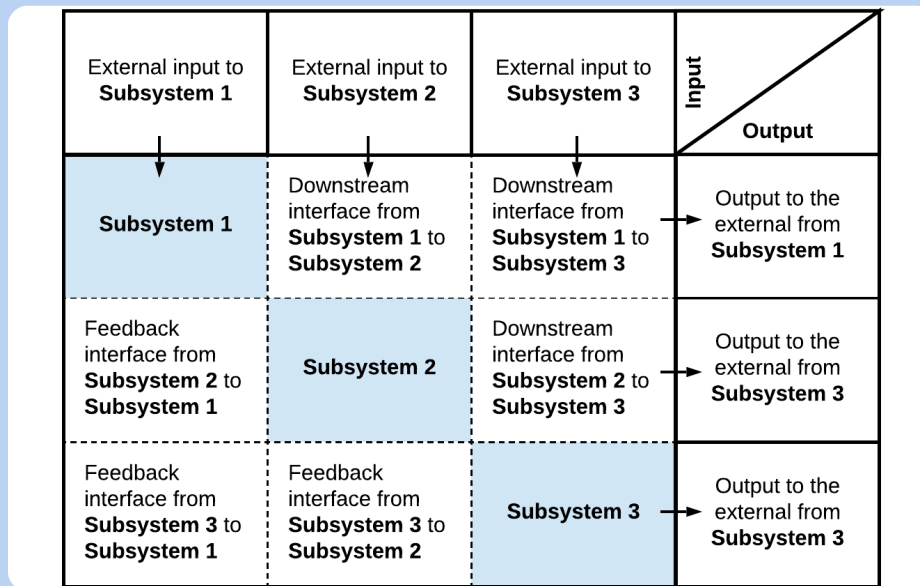 External input to
Subsystem 1
External input to
Subsystem 2
External input to
Subsystem 3
Input
Output
Subsystem 1
Downstream
interface from
Subsystem 1 to
Subsystem 2
Downstream
interface from
Subsystem 1 to
Subsystem 3
Output to the
external from
Subsystem 1
Feedback
interface from
Subsystem 2 to
Subsystem 1
Subsystem 2
Downstream
interface from
Subsystem 2 to
Subsystem 3
Output to the
external from
Subsystem 3
Feedback
interface from
Subsystem 3 to
Subsystem 1
Feedback
interface from
Subsystem 3 to
Subsystem 2
Subsystem 3
Output to the
external from
Subsystem 3